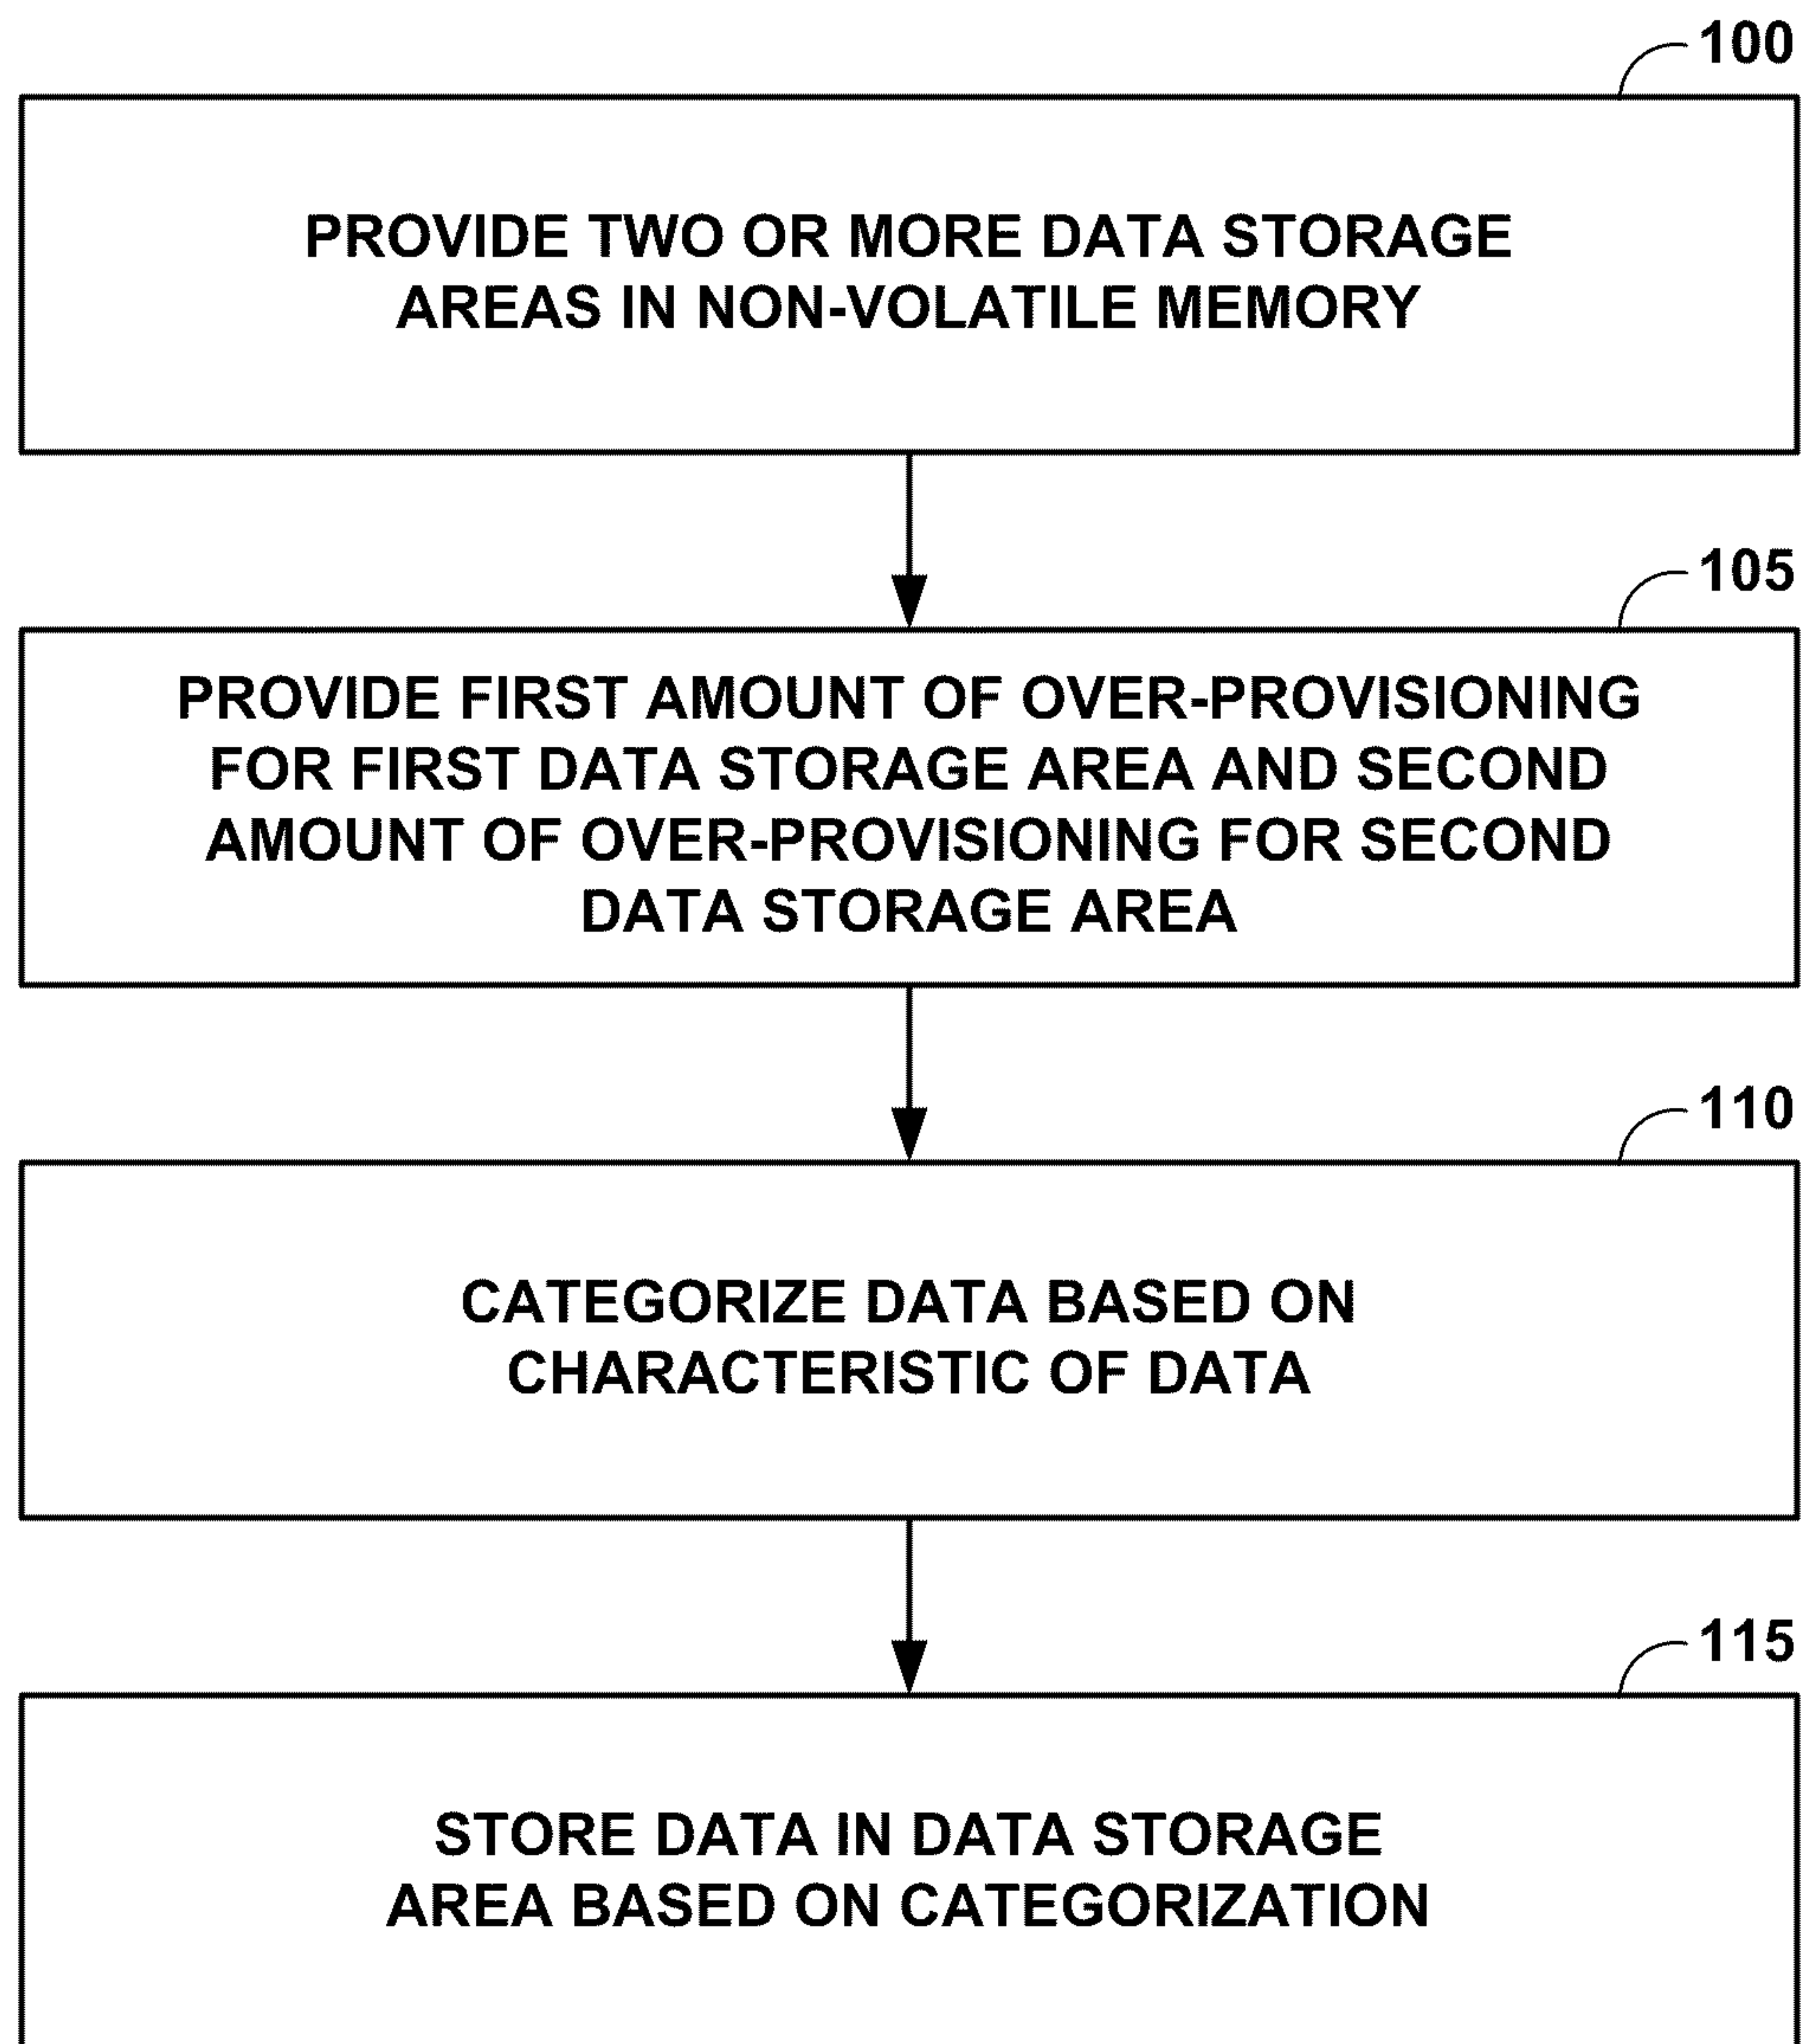 100
PROVIDE TWO OR MORE DATA STORAGE
AREAS IN NON-VOLATILE MEMORY
105
PROVIDE FIRST AMOUNT OF OVER-PROVISIONING
FOR FIRST DATA STORAGE AREA AND SECOND
AMOUNT OF OVER-PROVISIONING FOR SECOND
DATA STORAGE AREA
110
CATEGORIZE DATA BASED ON
CHARACTERISTIC OF DATA
115
STORE DATA IN DATA STORAGE
AREA BASED ON CATEGORIZATION